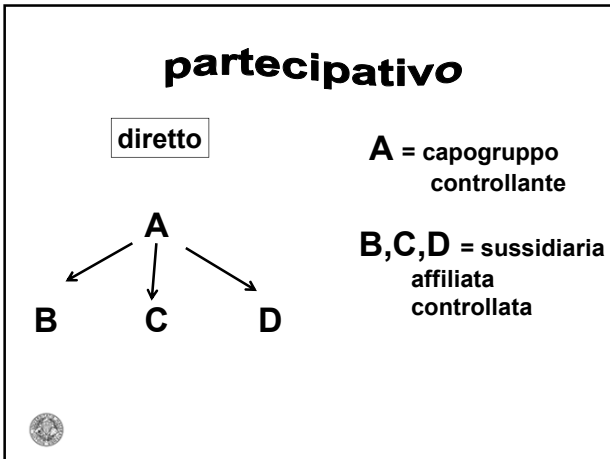 partecipativo
diretto
A
B C D
A = capogruppo
controllante
B,C,D = sussidiaria
affiliata
controllata